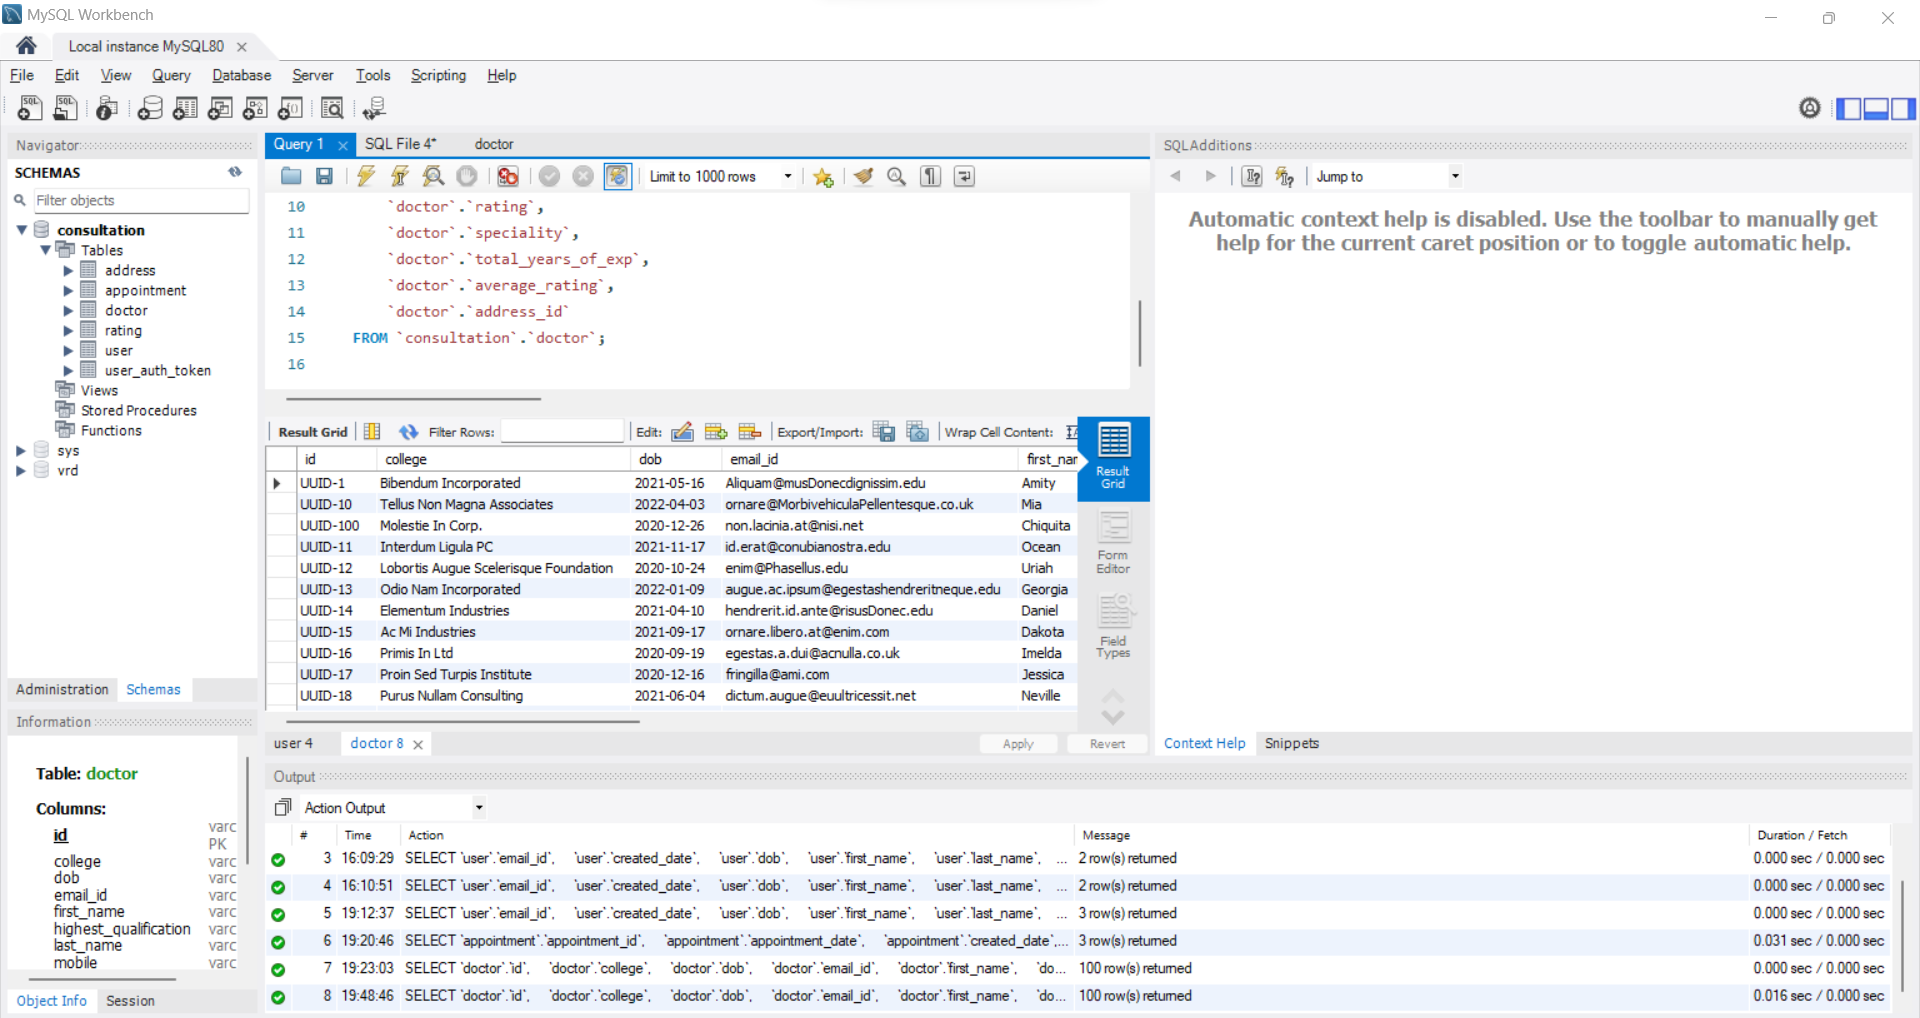 MySQL Workbench
Local instance MySQL80
File Edit View Query Database Server Tools Scripting Help
Navigator
SCHEMAS
Filter objects
consultation
Tables
address
appointment
doctor
rating
user
user_auth_token
Views
Stored Procedures
Functions
sys
vrd
Administration Schemas
Information
Table: doctor
Columns:
id varc
PK
college varc
dob varc
email_id varc
first_name varc
highest_qualification varc
last_name varc
mobile varc
Object Info Session
Query 1 SQL File 4* doctor
Limit to 1000 rows
10 `doctor`.`rating`,
11 `doctor`.`speciality`,
12 `doctor`.`total_years_of_exp`,
13 `doctor`.`average_rating`,
14 `doctor`.`address_id`
15 FROM `consultation`.`doctor`;
16
Result Grid Filter Rows: Edit: Export/Import: Wrap Cell Content:
id college dob email_id first_nar
UUID-1 Bibendum Incorporated 2021-05-16 Aliquam@musDonecdignissim.edu Amity
UUID-10 Tellus Non Magna Associates 2022-04-03 ornare@MorbivehiculaPellentesque.co.uk Mia
UUID-100 Molestie In Corp. 2020-12-26 non.lacinia.at@nisi.net Chiquita
UUID-11 Interdum Ligula PC 2021-11-17 id.erat@conubianostra.edu Ocean
UUID-12 Lobortis Augue Scelerisque Foundation 2020-10-24 enim@Phasellus.edu Uriah
UUID-13 Odio Nam Incorporated 2022-01-09 augue.ac.ipsum@egestashendreritneque.edu Georgia
UUID-14 Elementum Industries 2021-04-10 hendrerit.id.ante@risusDonec.edu Daniel
UUID-15 Ac Mi Industries 2021-09-17 ornare.libero.at@enim.com Dakota
UUID-16 Primis In Ltd 2020-09-19 egestas.a.dui@acnulla.co.uk Imelda
UUID-17 Proin Sed Turpis Institute 2020-12-16 fringilla@ami.com Jessica
UUID-18 Purus Nullam Consulting 2021-06-04 dictum.augue@euultricessit.net Neville
Result
Grid
Form
Editor
Field
Types
user 4 doctor 8 Apply Revert
SQLAdditions
Jump to
Automatic context help is disabled. Use the toolbar to manually get
help for the current caret position or to toggle automatic help.
Context Help Snippets
Output
Action Output
# Time Action Message Duration / Fetch
3 16:09:29 SELECT `user`.`email_id`, `user`.`created_date`, `user`.`dob`, `user`.`first_name`, `user`.`last_name`, ... 2 row(s) returned 0.000 sec / 0.000 sec
4 16:10:51 SELECT `user`.`email_id`, `user`.`created_date`, `user`.`dob`, `user`.`first_name`, `user`.`last_name`, ... 2 row(s) returned 0.000 sec / 0.000 sec
5 19:12:37 SELECT `user`.`email_id`, `user`.`created_date`, `user`.`dob`, `user`.`first_name`, `user`.`last_name`, ... 3 row(s) returned 0.000 sec / 0.000 sec
6 19:20:46 SELECT `appointment`.`appointment_id`, `appointment`.`appointment_date`, `appointment`.`created_date`,... 3 row(s) returned 0.031 sec / 0.000 sec
7 19:23:03 SELECT `doctor`.`id`, `doctor`.`college`, `doctor`.`dob`, `doctor`.`email_id`, `doctor`.`first_name`, `do... 100 row(s) returned 0.000 sec / 0.000 sec
8 19:48:46 SELECT `doctor`.`id`, `doctor`.`college`, `doctor`.`dob`, `doctor`.`email_id`, `doctor`.`first_name`, `do... 100 row(s) returned 0.016 sec / 0.000 sec